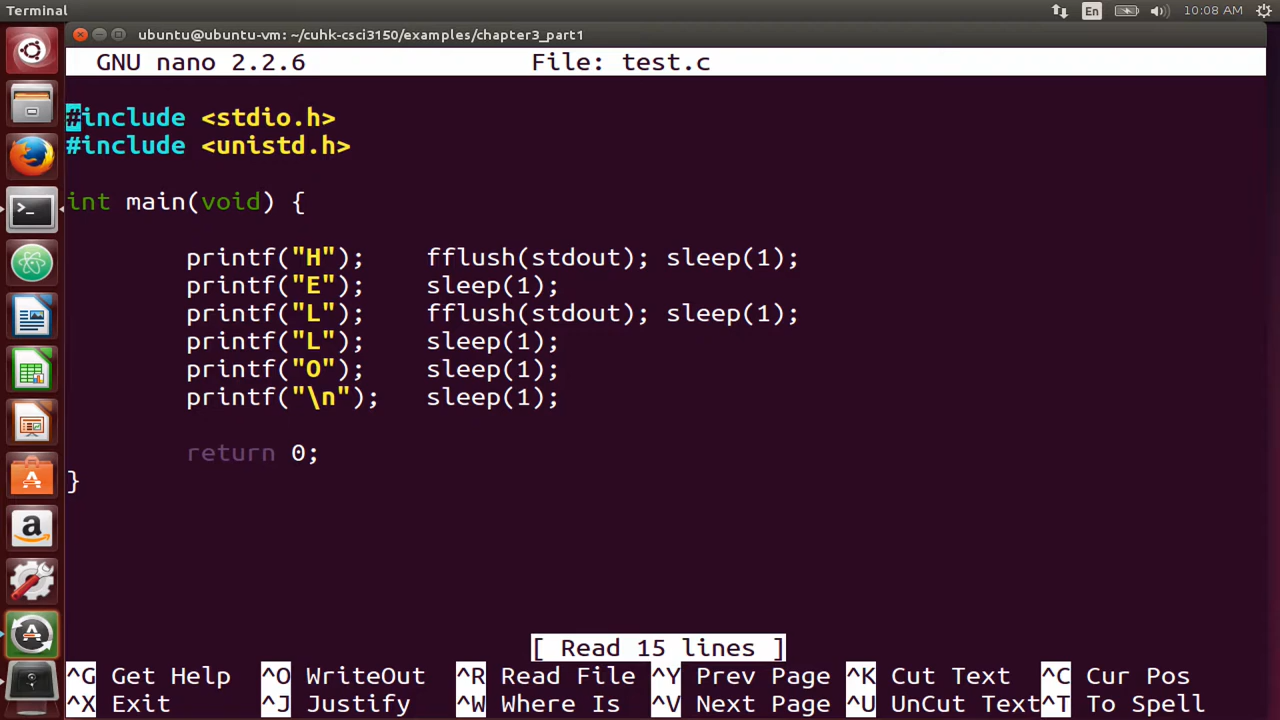 Terminal
En
10:08 AM
ubuntu@ubuntu-vm: ~/cuhk-csci3150/examples/chapter3_part1
GNU nano 2.2.6 File: test.c
#include <stdio.h>
#include <unistd.h>
int main(void) {
printf("H"); fflush(stdout); sleep(1);
printf("E"); sleep(1);
printf("L"); fflush(stdout); sleep(1);
printf("L"); sleep(1);
printf("O"); sleep(1);
printf("\n"); sleep(1);
return 0;
}
[ Read 15 lines ]
^G Get Help ^O WriteOut ^R Read File ^Y Prev Page ^K Cut Text ^C Cur Pos
^X Exit ^J Justify ^W Where Is ^V Next Page ^U UnCut Text ^T To Spell